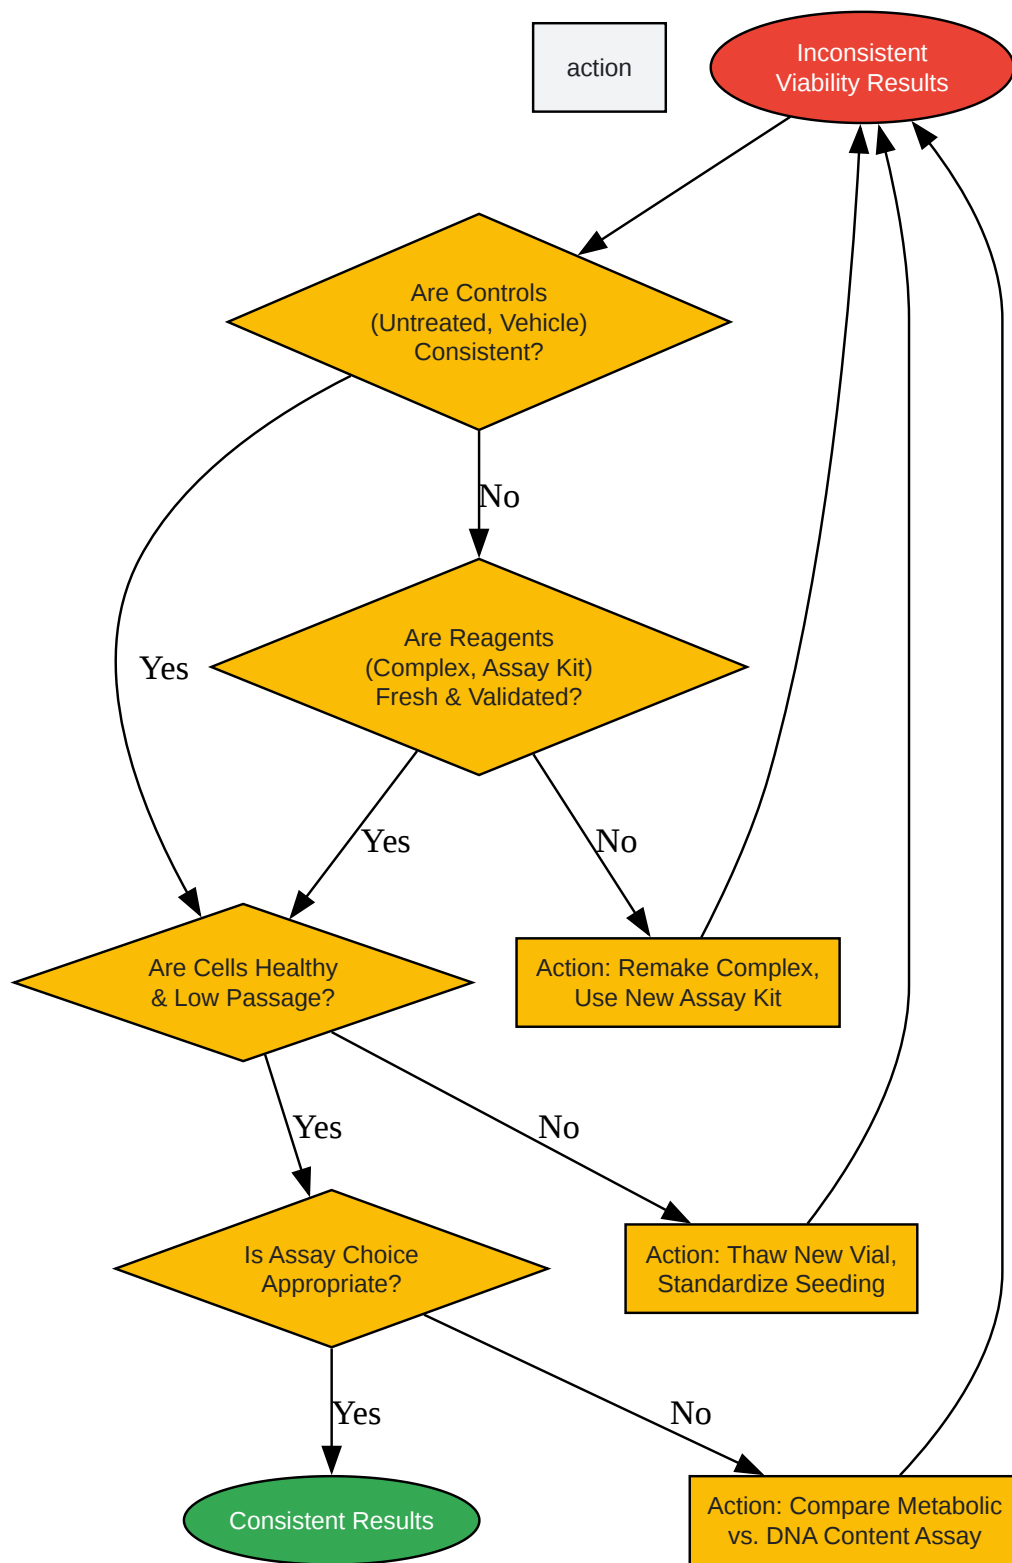 action
Inconsistent
Viability Results
Are Controls
(Untreated, Vehicle)
Consistent?
No
Are Reagents
(Complex, Assay Kit)
Fresh & Validated?
Yes
Yes
No
Are Cells Healthy
& Low Passage?
Action: Remake Complex,
Use New Assay Kit
Yes
No
Is Assay Choice
Appropriate?
Action: Thaw New Vial,
Standardize Seeding
Yes
No
Consistent Results
Action: Compare Metabolic
vs. DNA Content Assay